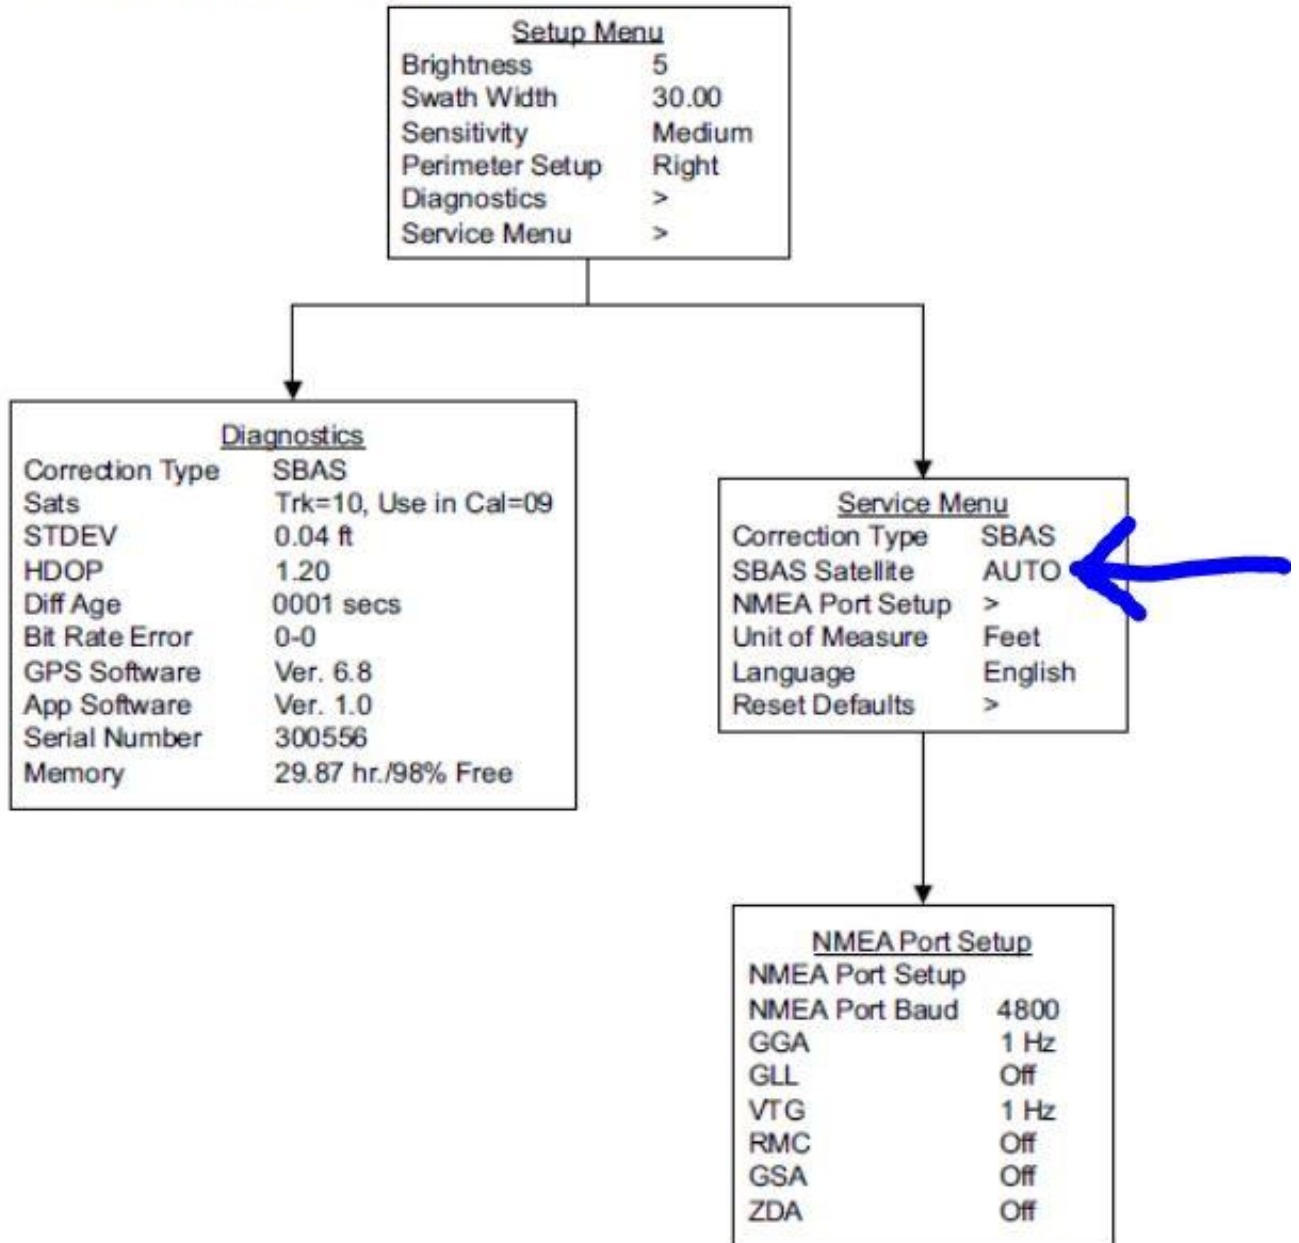 Setup Menu
Brightness 5
Swath Width 30.00
Sensitivity Medium
Perimeter Setup Right
Diagnostics >
Service Menu >
Diagnostics
Correction Type SBAS
Sats Trk=10, Use in Cal=09
STDEV 0.04 ft
HDOP 1.20
Diff Age 0001 secs
Bit Rate Error 0-0
GPS Software Ver. 6.8
App Software Ver. 1.0
Serial Number 300556
Memory 29.87 hr./98% Free
Service Menu
Correction Type SBAS
SBAS Satellite AUTO
NMEA Port Setup >
Unit of Measure Feet
Language English
Reset Defaults >
NMEA Port Setup
NMEA Port Setup
NMEA Port Baud 4800
GGA 1 Hz
GLL Off
VTG 1 Hz
RMC Off
GSA Off
ZDA Off